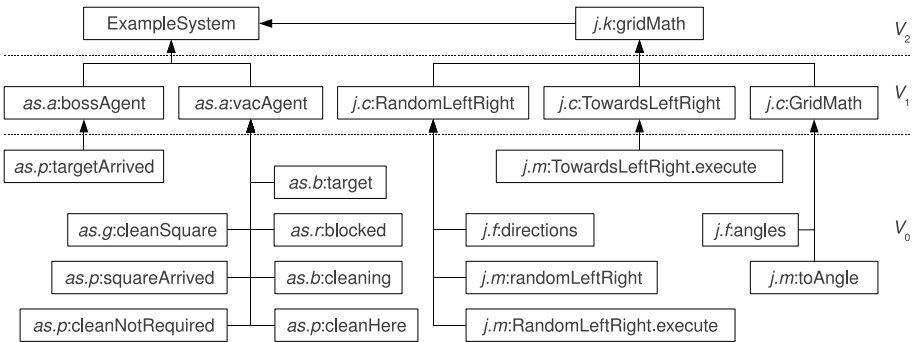 ExampleSystem
j.k:gridMath
V2
as.a:bossAgent
as.a:vacAgent
j.c:RandomLeftRight
j.c:TowardsLeftRight
j.c:GridMath
V1
as.p:targetArrived
j.m:TowardsLeftRight.execute
as.b:target
as.g:cleanSquare
as.r:blocked
j.f:directions
j.f:angles
V0
as.p:squareArrived
as.b:cleaning
j.m:randomLeftRight
j.m:toAngle
as.p:cleanNotRequired
as.p:cleanHere
j.m:RandomLeftRight.execute